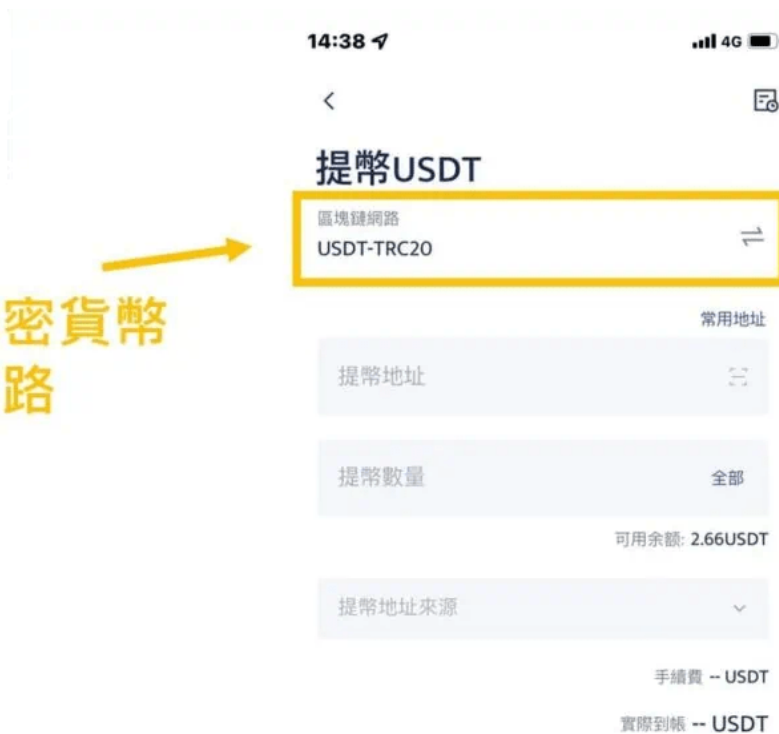 14:38
4G
提幣USDT
區塊鏈網路
USDT-TRC20
密貨幣
路
常用地址
提幣地址
提幣數量 全部
可用余额: 2.66USDT
提幣地址來源
手續費 -- USDT
實際到帳 -- USDT